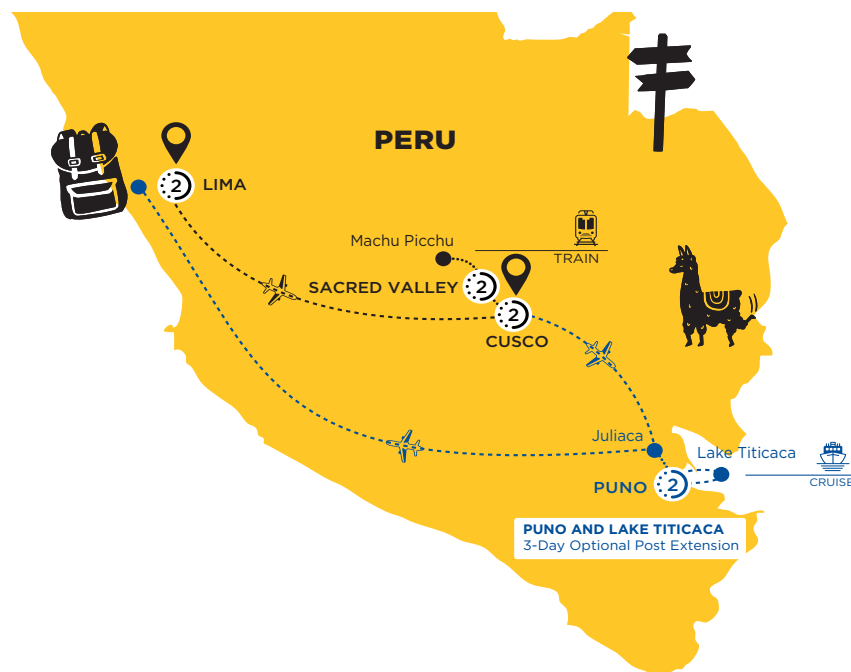 PERU
2 LIMA
Machu Picchu
TRAIN
SACRED VALLEY 2
2
CUSCO
Juliaca
Lake Titicaca
CRUISE
PUNO 2
PUNO AND LAKE TITICACA
3-Day Optional Post Extension